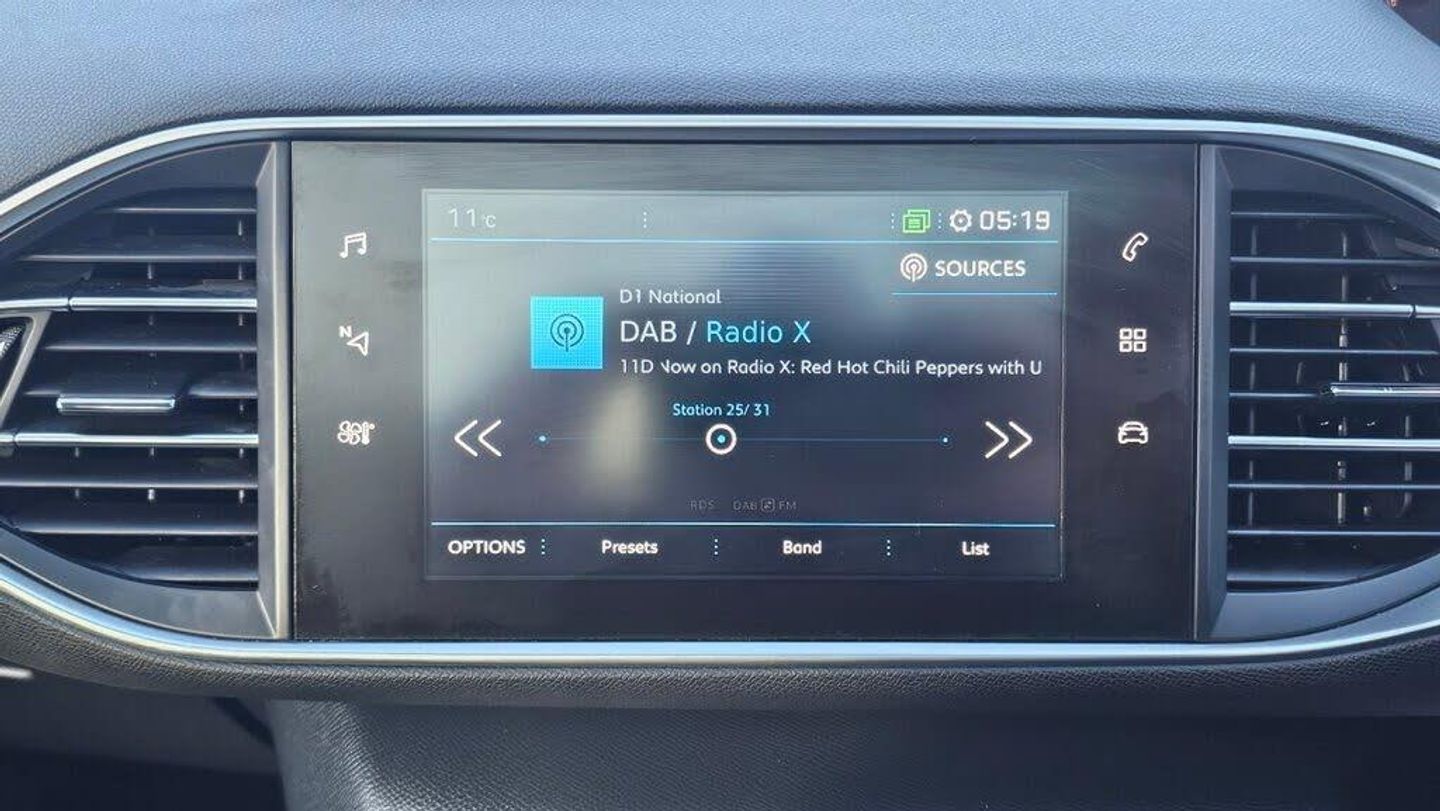 11°C 05:19
SOURCES
D1 National
DAB / Radio X
11D Now on Radio X: Red Hot Chili Peppers with U
Station 25/ 31
N
RDS DAB FM
OPTIONS Presets Band List